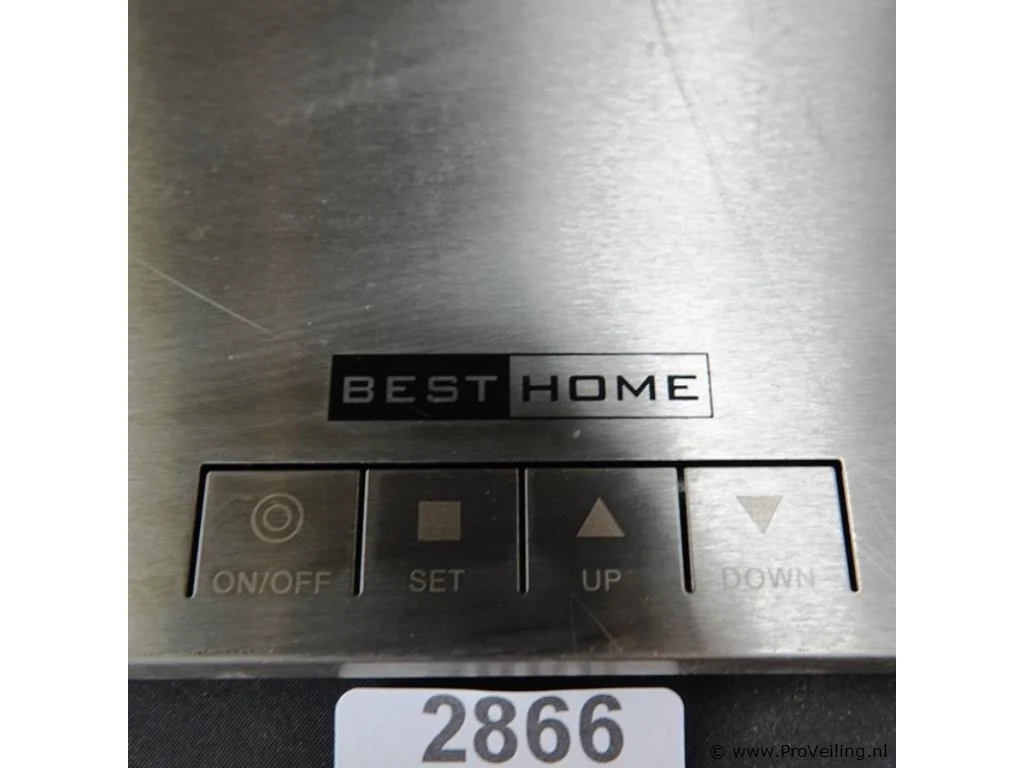 BEST HOME
ON/OFF SET UP DOWN
2866
© www.ProVeiling.nl